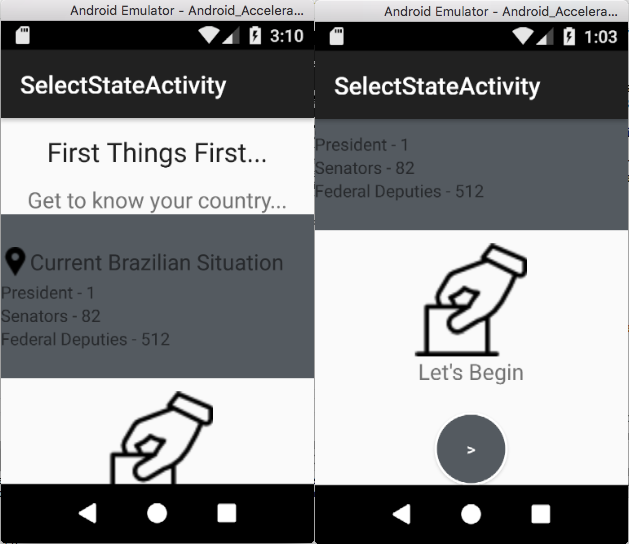 Android Emulator - Android_Accelera...
3:10
SelectStateActivity
First Things First...
Get to know your country...
Current Brazilian Situation
President - 1
Senators - 82
Federal Deputies - 512
Android Emulator - Android_Accelera...
1:03
SelectStateActivity
President - 1
Senators - 82
Federal Deputies - 512
Let's Begin
>